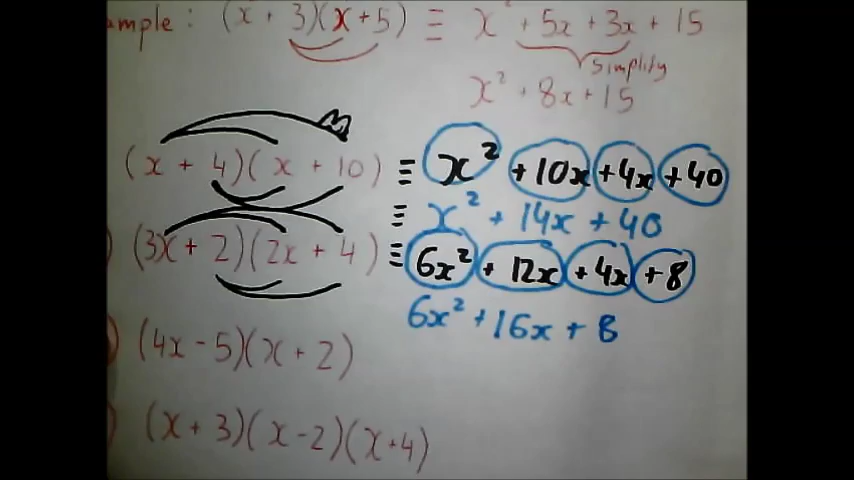 ample : (x + 3)(x + 5) ≡ x² + 5x + 3x + 15
Simplify
x² + 8x + 15
(x + 4)(x + 10) ≡ x² + 10x + 4x + 40
≡ x² + 14x + 40
) (3x + 2)(2x + 4) ≡ 6x² + 12x + 4x + 8
6x² + 16x + 8
) (4x - 5)(x + 2)
) (x + 3)(x - 2)(x + 4)